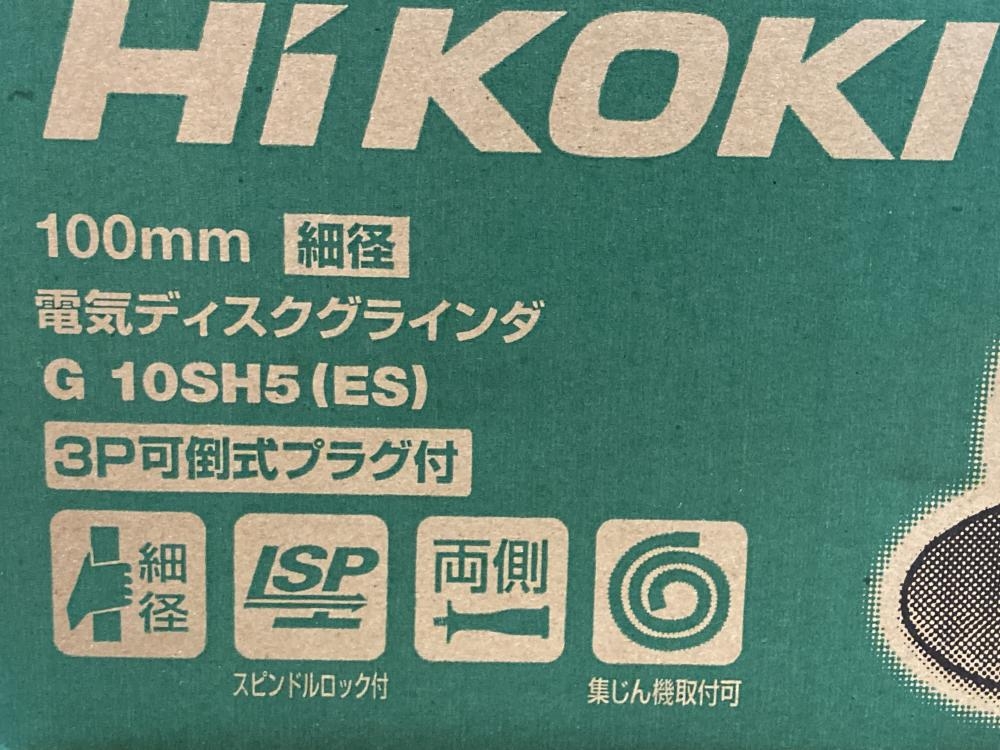 HiKOKI
100mm 細径
電気ディスクグラインダ
G 10SH5(ES)
3P可倒式プラグ付
細径
LSP
両側
スピンドルロック付
集じん機取付可